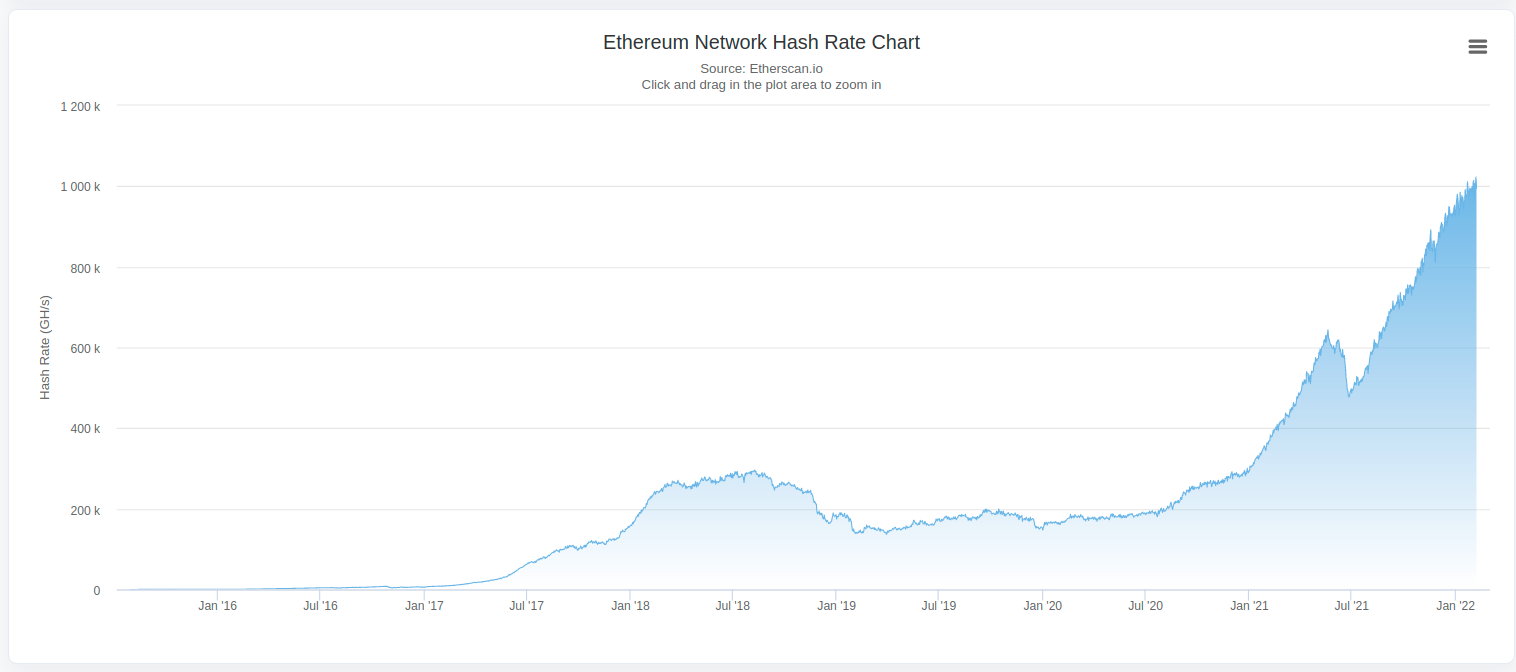 Ethereum Network Hash Rate Chart
Source: Etherscan.io
Click and drag in the plot area to zoom in
Hash Rate (GH/s)
1 200 k
1 000 k
800 k
600 k
400 k
200 k
0
Jan '16 Jul '16 Jan '17 Jul '17 Jan '18 Jul '18 Jan '19 Jul '19 Jan '20 Jul '20 Jan '21 Jul '21 Jan '22